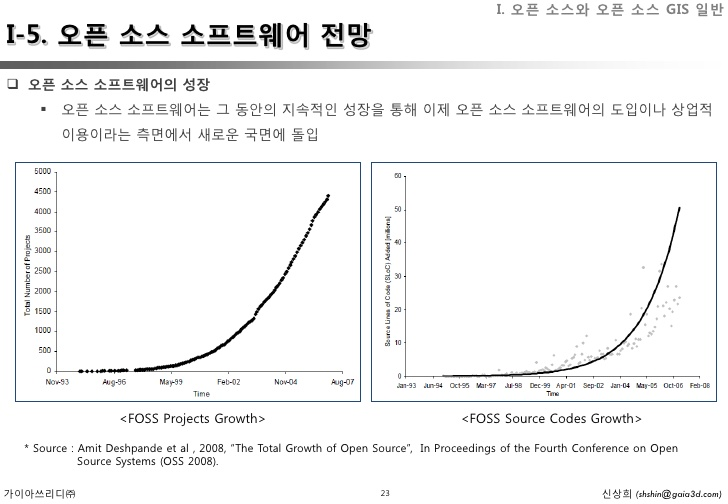 I. 오픈 소스와 오픈 소스 GIS 일반
I-5. 오픈 소스 소프트웨어 전망
❑ 오픈 소스 소프트웨어의 성장
▪ 오픈 소스 소프트웨어는 그 동안의 지속적인 성장을 통해 이제 오픈 소스 소프트웨어의 도입이나 상업적
이용이라는 측면에서 새로운 국면에 돌입
Total Number of Projects
5000
4500
4000
3500
3000
2500
2000
1500
1000
500
0
Nov-93 Aug-96 May-99 Feb-02 Nov-04 Aug-07
Time
Source Lines of Code (SLoC) Added [millions]
60
50
40
30
20
10
0
Jan-93 Jun-94 Oct-95 Mar-97 Jul-98 Dec-99 Apr-01 Sep-02 Jan-04 May-05 Oct-06 Feb-08
Time
<FOSS Projects Growth>
<FOSS Source Codes Growth>
* Source : Amit Deshpande et al , 2008, “The Total Growth of Open Source”, In Proceedings of the Fourth Conference on Open
Source Systems (OSS 2008).
가이아쓰리디㈜
23
신상희 (shshin@gaia3d.com)